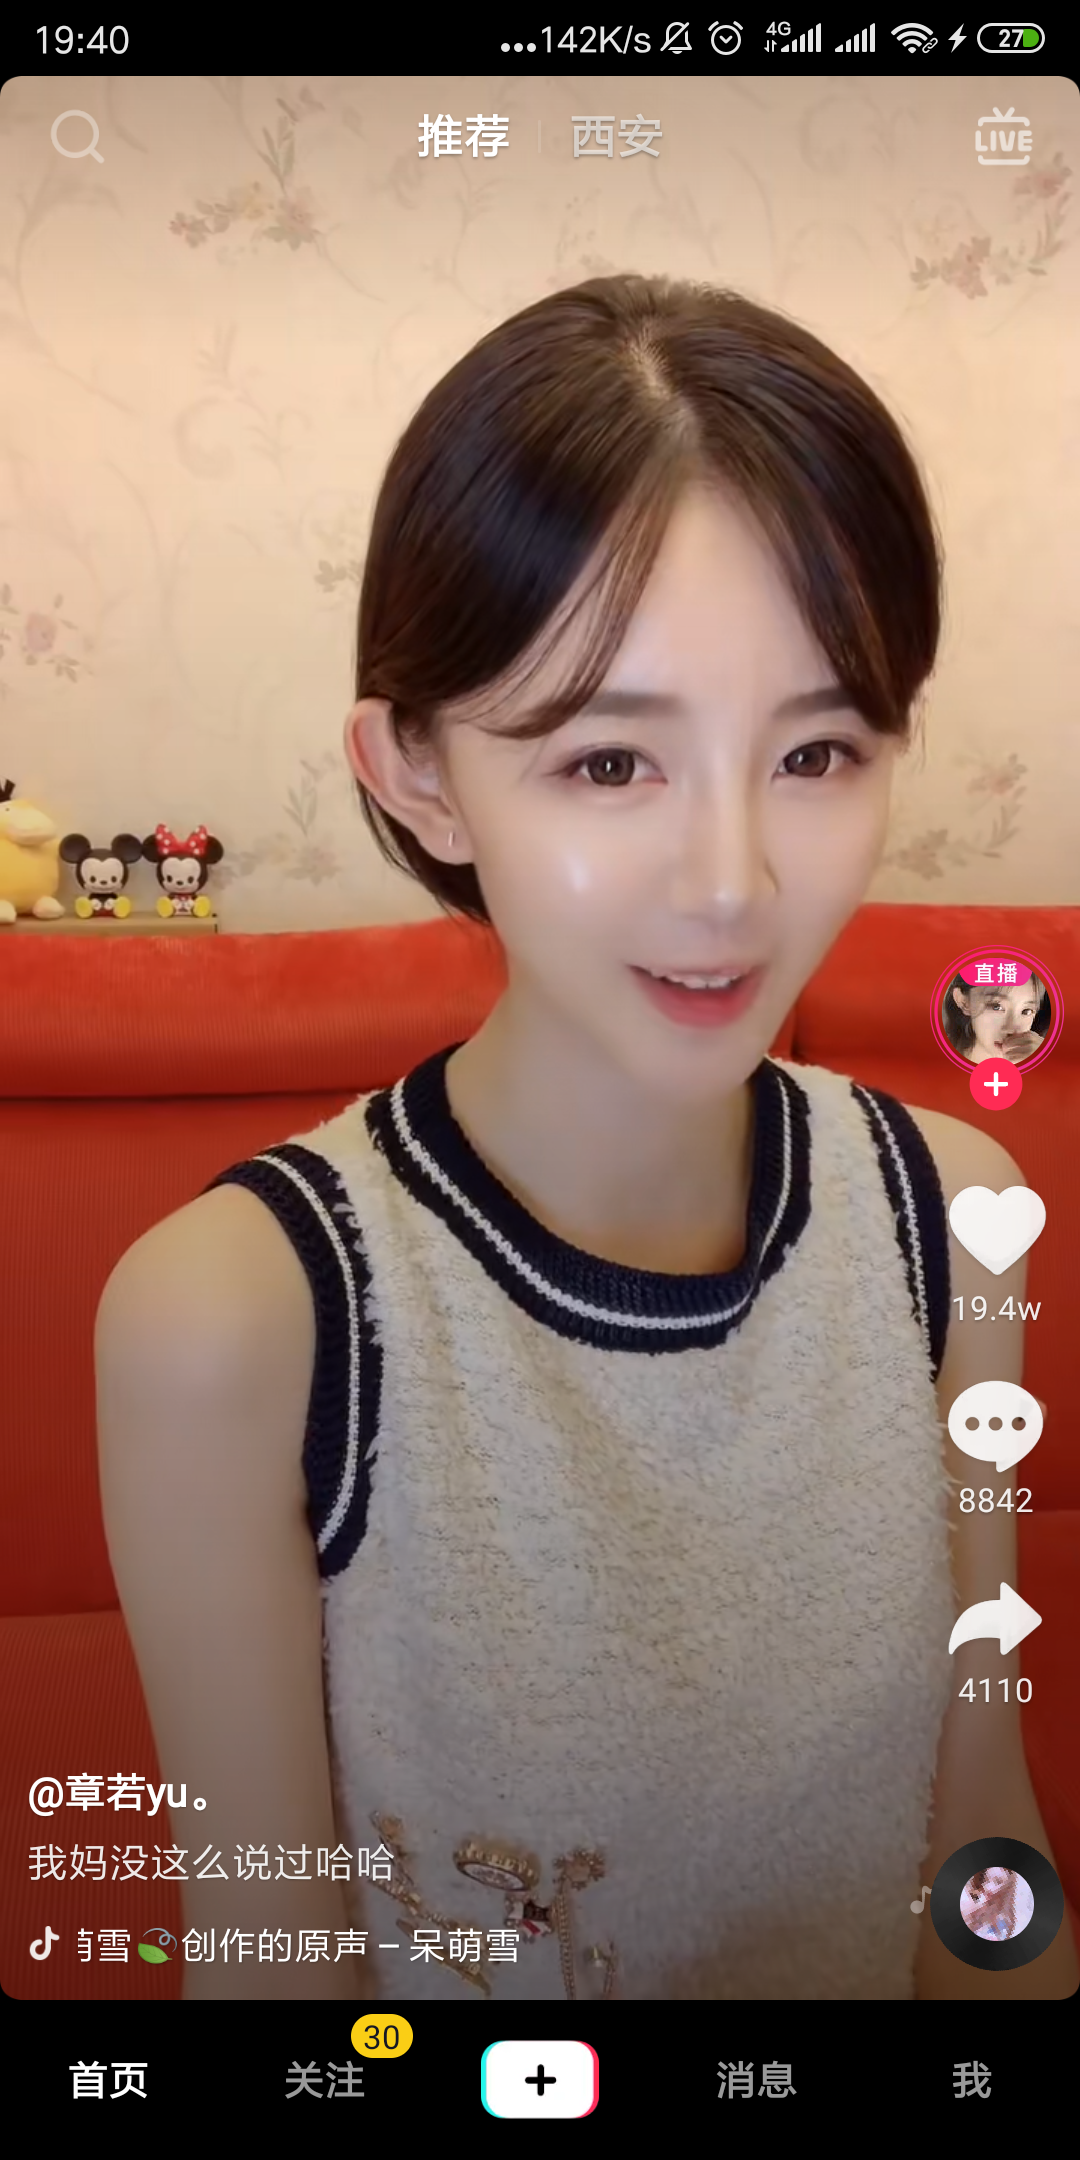 19:40
...142K/s
4G
27
推荐
西安
LIVE
直播
19.4w
8842
4110
@章若yu。
我妈没这么说过哈哈
萌雪🍃创作的原声 – 呆萌雪
首页
关注
30
消息
我